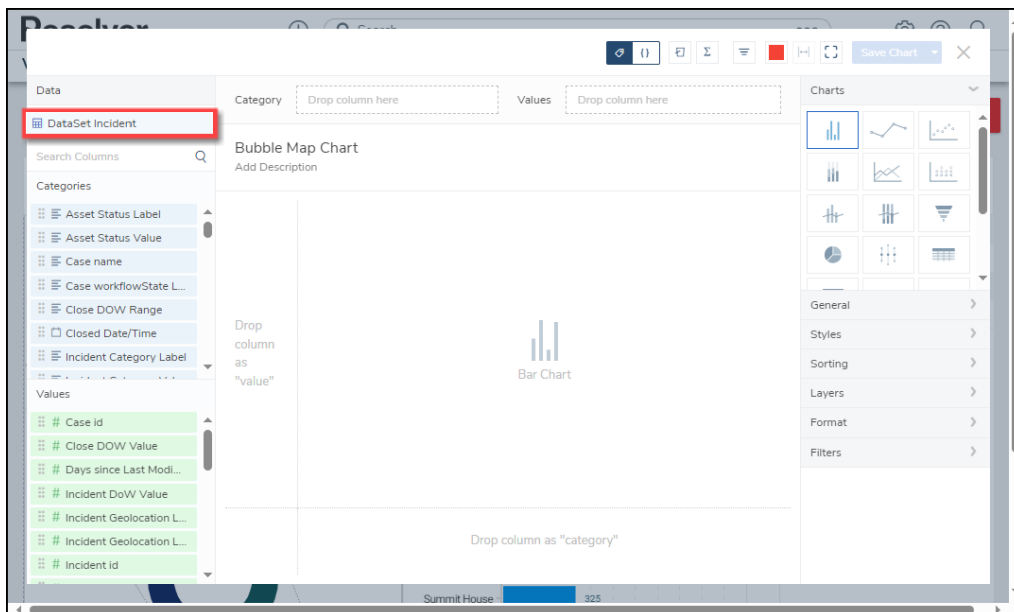 Resolver
Search
{}
Σ
Save Chart
Data
DataSet Incident
Search Columns
Categories
Asset Status Label
Asset Status Value
Case name
Case workflowState L...
Close DOW Range
Closed Date/Time
Incident Category Label
Values
# Case id
# Close DOW Value
# Days since Last Modi...
# Incident DoW Value
# Incident Geolocation L...
# Incident Geolocation L...
# Incident id
Category
Drop column here
Values
Drop column here
Bubble Map Chart
Add Description
Drop
column
as
"value"
Bar Chart
Drop column as "category"
Charts
General
Styles
Sorting
Layers
Format
Filters
Summit House
325